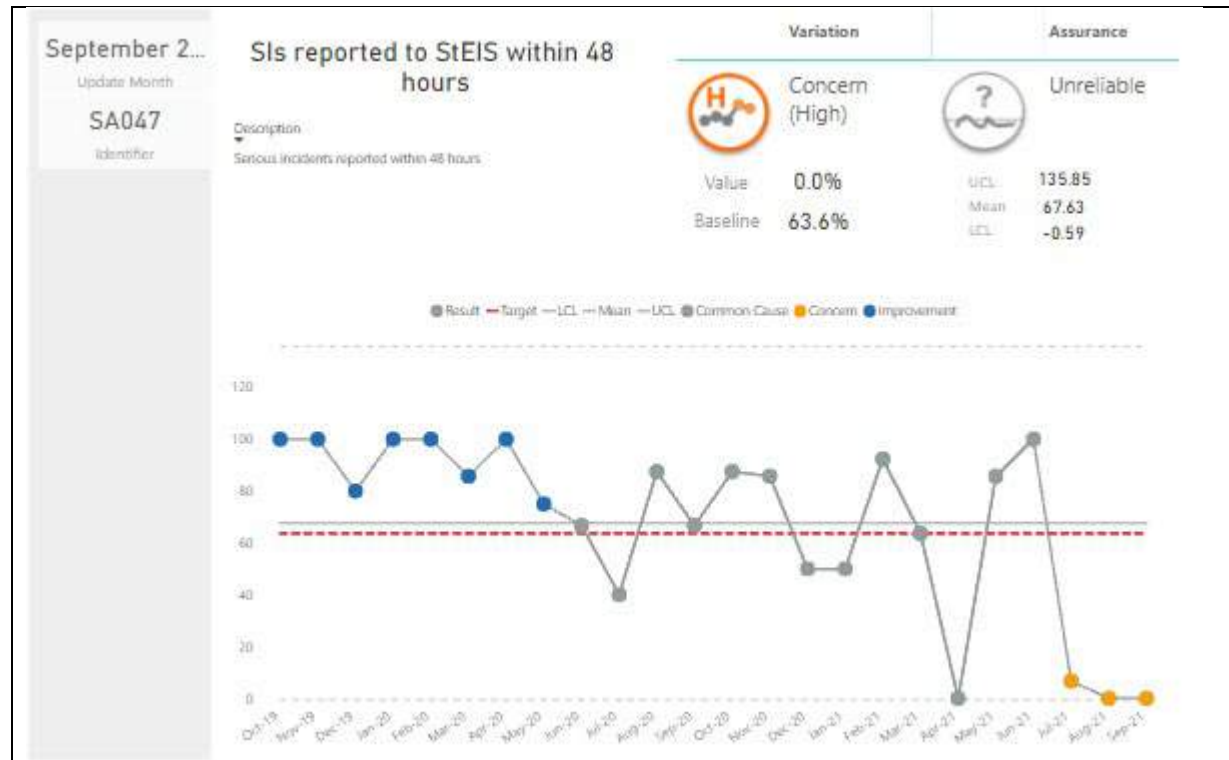 September 2...
Update Month
SA047
Identifier
SIs reported to StEIS within 48
hours
Description
Serious incidents reported within 48 hours
Variation
Assurance
H
Concern
(High)
?
Unreliable
Value 0.0%
Baseline 63.6%
UCL 135.85
Mean 67.63
LCL -0.59
Result Target LCL Mean UCL Common Cause Concern Improvement
120
100
80
60
40
20
0
Oct-19 Nov-19 Dec-19 Jan-20 Feb-20 Mar-20 Apr-20 May-20 Jun-20 Jul-20 Aug-20 Sep-20 Oct-20 Nov-20 Dec-20 Jan-21 Feb-21 Mar-21 Apr-21 May-21 Jun-21 Jul-21 Aug-21 Sep-21